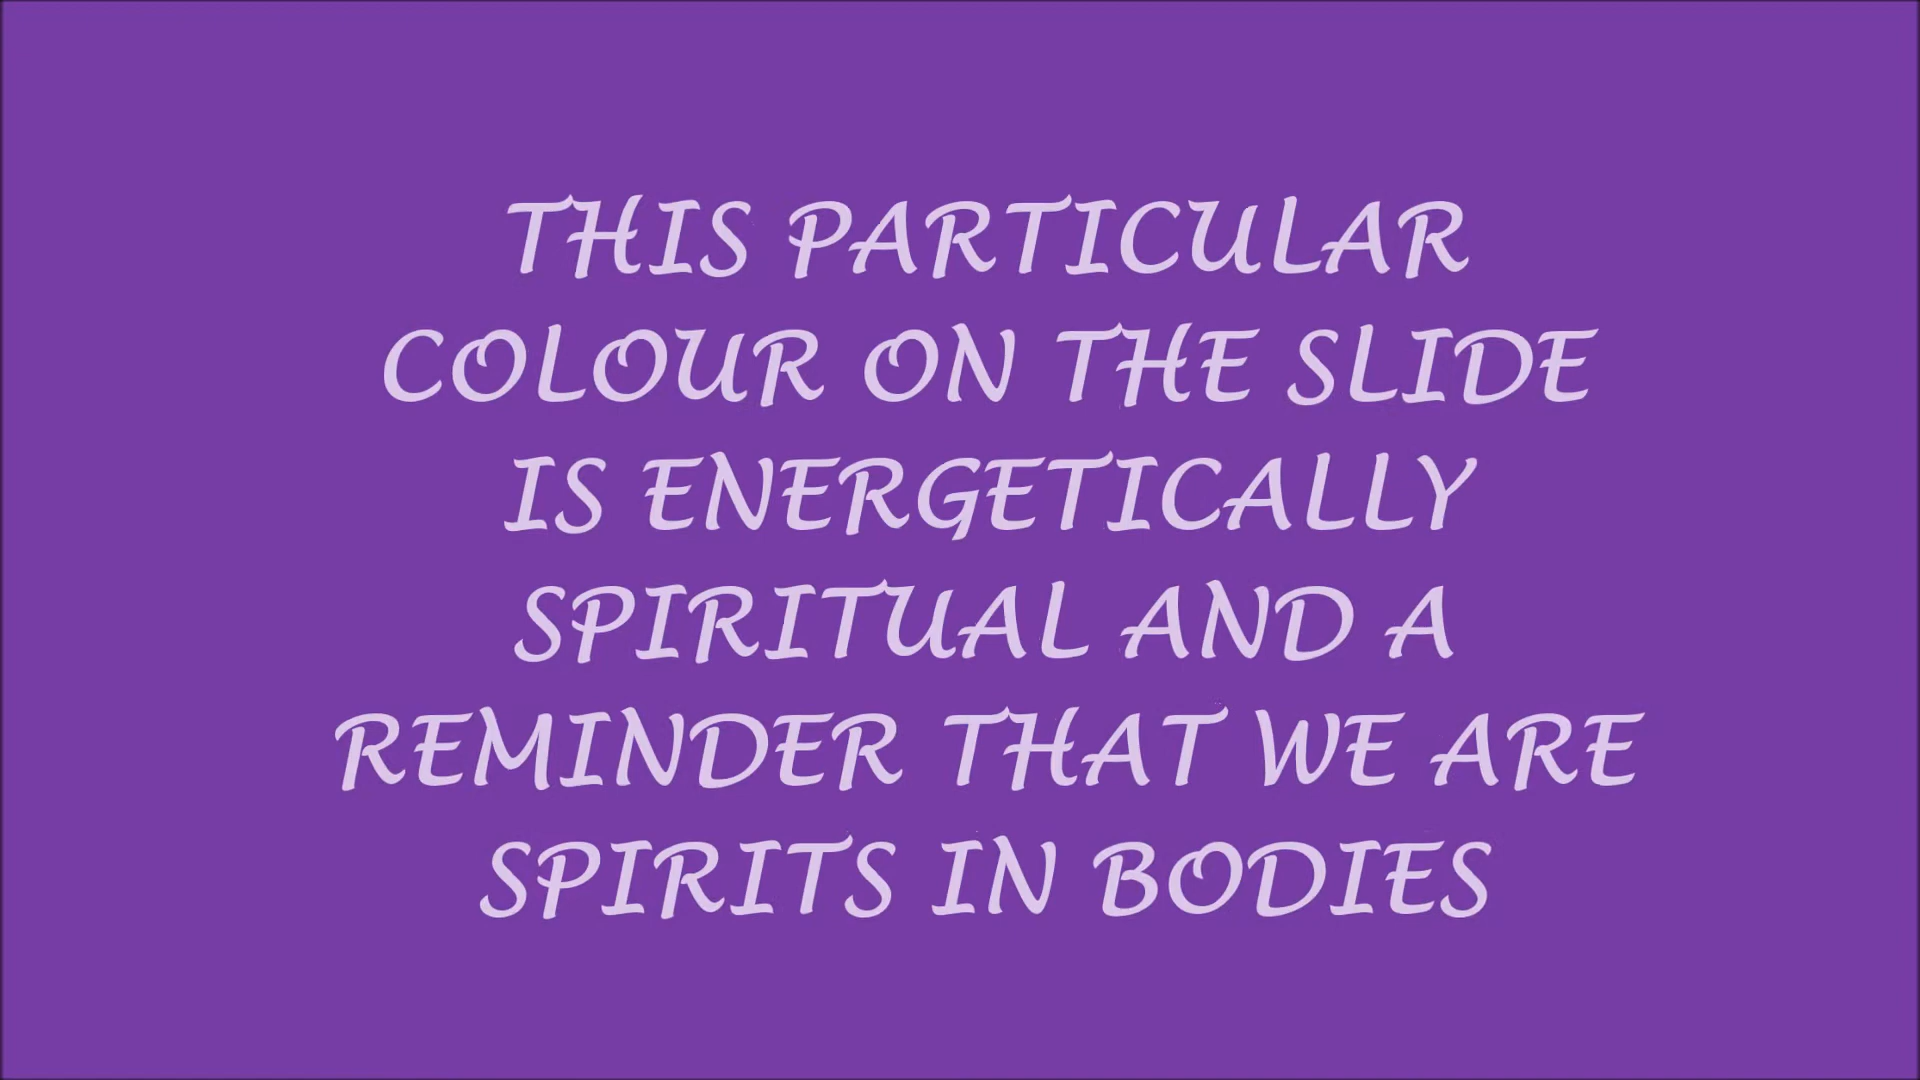 THIS PARTICULAR
COLOUR ON THE SLIDE
IS ENERGETICALLY
SPIRITUAL AND A
REMINDER THAT WE ARE
SPIRITS IN BODIES